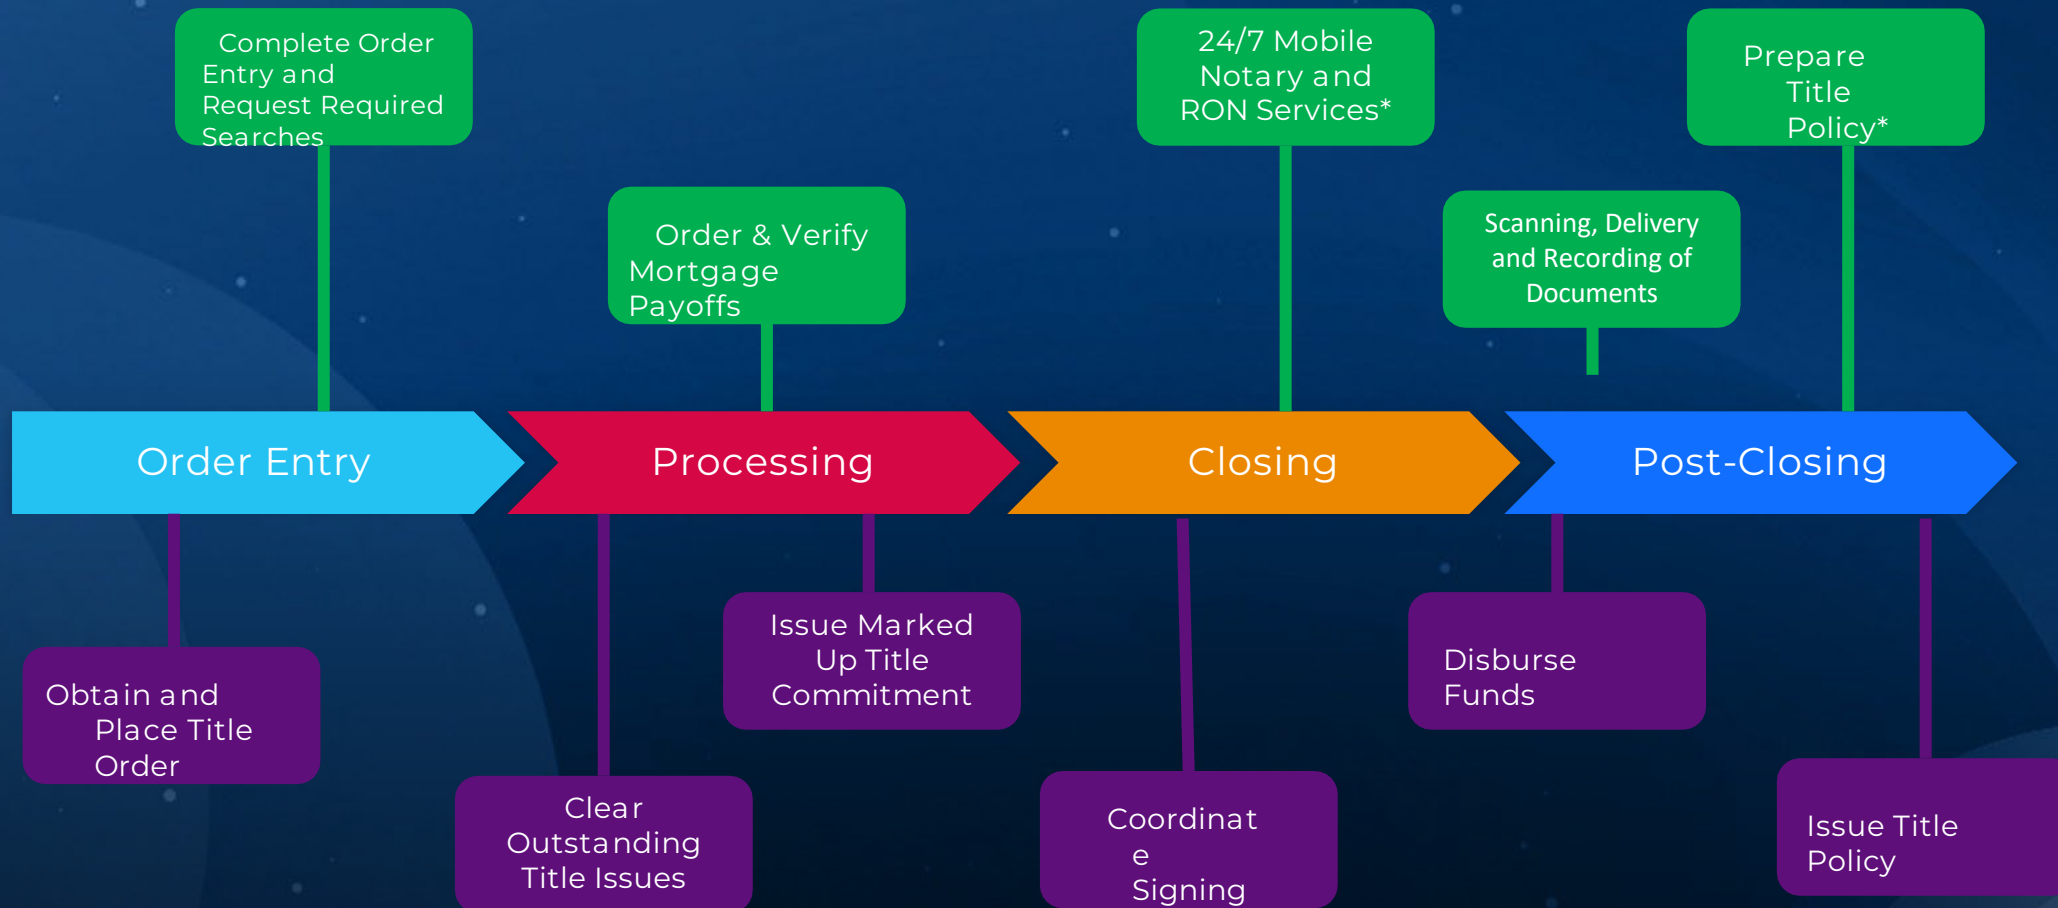 Complete Order
Entry and
Request Required
Searches
24/7 Mobile
Notary and
RON Services*
Prepare
Title
Policy*
Order & Verify
Mortgage
Payoffs
Scanning, Delivery
and Recording of
Documents
Order Entry
Processing
Closing
Post-Closing
Obtain and
Place Title
Order
Issue Marked
Up Title
Commitment
Disburse
Funds
Clear
Outstanding
Title Issues
Coordinat
e
Signing
Issue Title
Policy